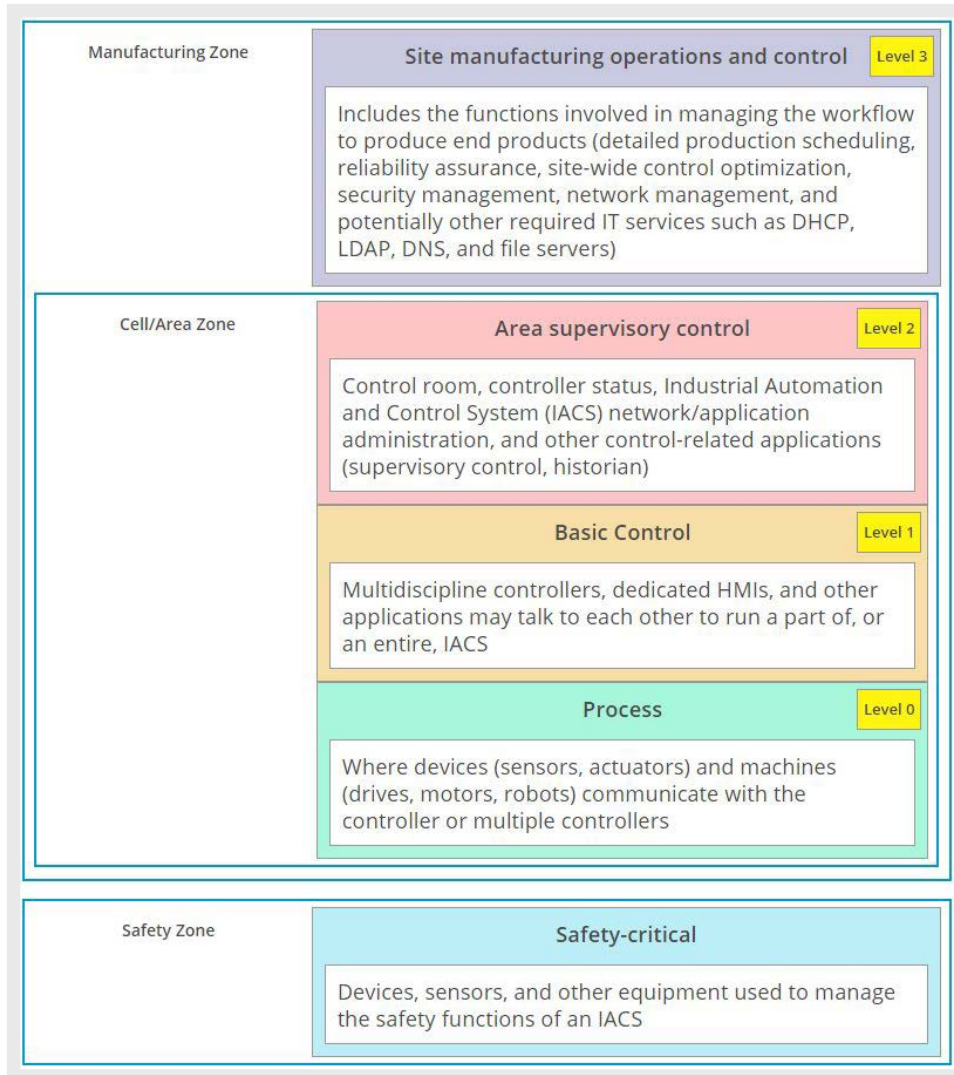 Manufacturing Zone
Site manufacturing operations and control
Level 3
Includes the functions involved in managing the workflow
to produce end products (detailed production scheduling,
reliability assurance, site-wide control optimization,
security management, network management, and
potentially other required IT services such as DHCP,
LDAP, DNS, and file servers)
Cell/Area Zone
Area supervisory control
Level 2
Control room, controller status, Industrial Automation
and Control System (IACS) network/application
administration, and other control-related applications
(supervisory control, historian)
Basic Control
Level 1
Multidiscipline controllers, dedicated HMIs, and other
applications may talk to each other to run a part of, or
an entire, IACS
Process
Level 0
Where devices (sensors, actuators) and machines
(drives, motors, robots) communicate with the
controller or multiple controllers
Safety Zone
Safety-critical
Devices, sensors, and other equipment used to manage
the safety functions of an IACS